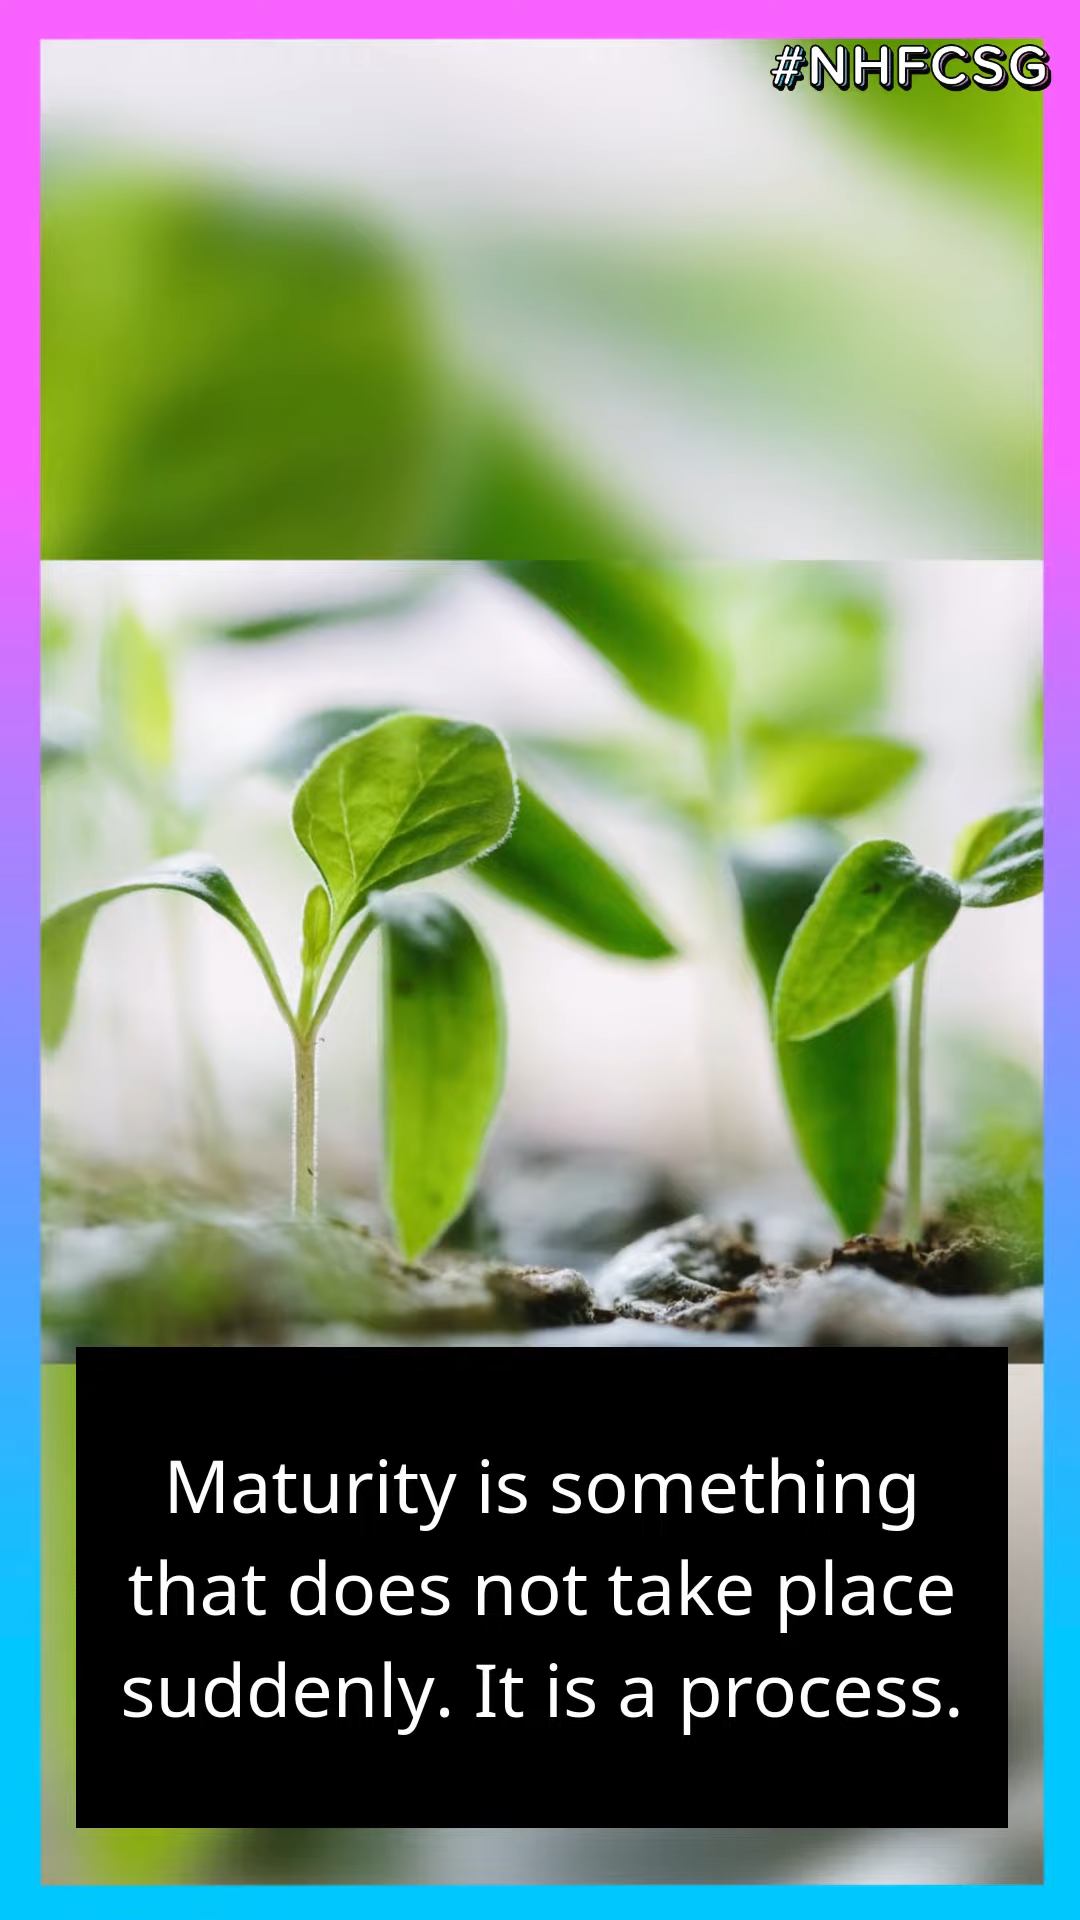 #NHFCSG
Maturity is something
that does not take place
suddenly. It is a process.